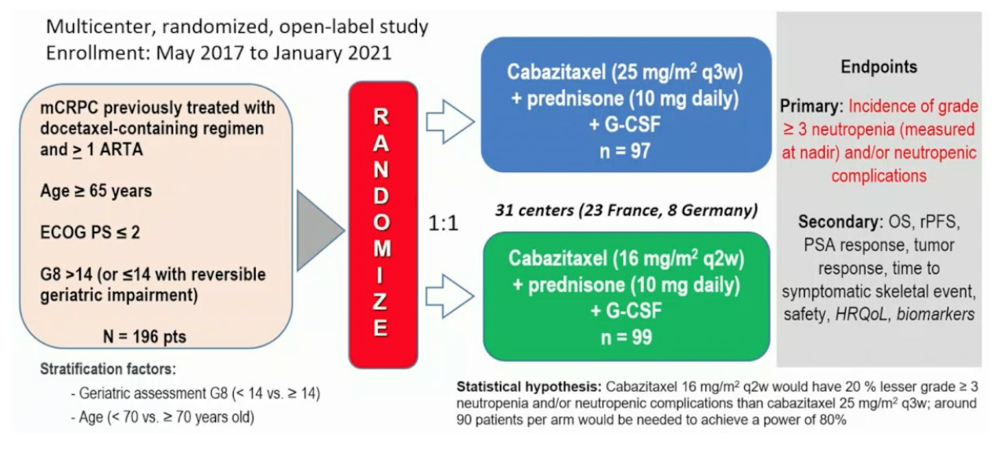 Multicenter, randomized, open-label study
Enrollment: May 2017 to January 2021
mCRPC previously treated with
docetaxel-containing regimen
and ≥ 1 ARTA
Age ≥ 65 years
ECOG PS ≤ 2
G8 >14 (or ≤14 with reversible
geriatric impairment)
N = 196 pts
Stratification factors:
- Geriatric assessment G8 (< 14 vs. ≥ 14)
- Age (< 70 vs. ≥ 70 years old)
R
A
N
D
O
M
I
Z
E
1:1
Cabazitaxel (25 mg/m² q3w)
+ prednisone (10 mg daily)
+ G-CSF
n = 97
31 centers (23 France, 8 Germany)
Cabazitaxel (16 mg/m² q2w)
+ prednisone (10 mg daily)
+ G-CSF
n = 99
Endpoints
Primary: Incidence of grade
≥ 3 neutropenia (measured
at nadir) and/or neutropenic
complications
Secondary: OS, rPFS,
PSA response, tumor
response, time to
symptomatic skeletal event,
safety, HRQoL, biomarkers
Statistical hypothesis: Cabazitaxel 16 mg/m² q2w would have 20 % lesser grade ≥ 3
neutropenia and/or neutropenic complications than cabazitaxel 25 mg/m² q3w; around
90 patients per arm would be needed to achieve a power of 80%